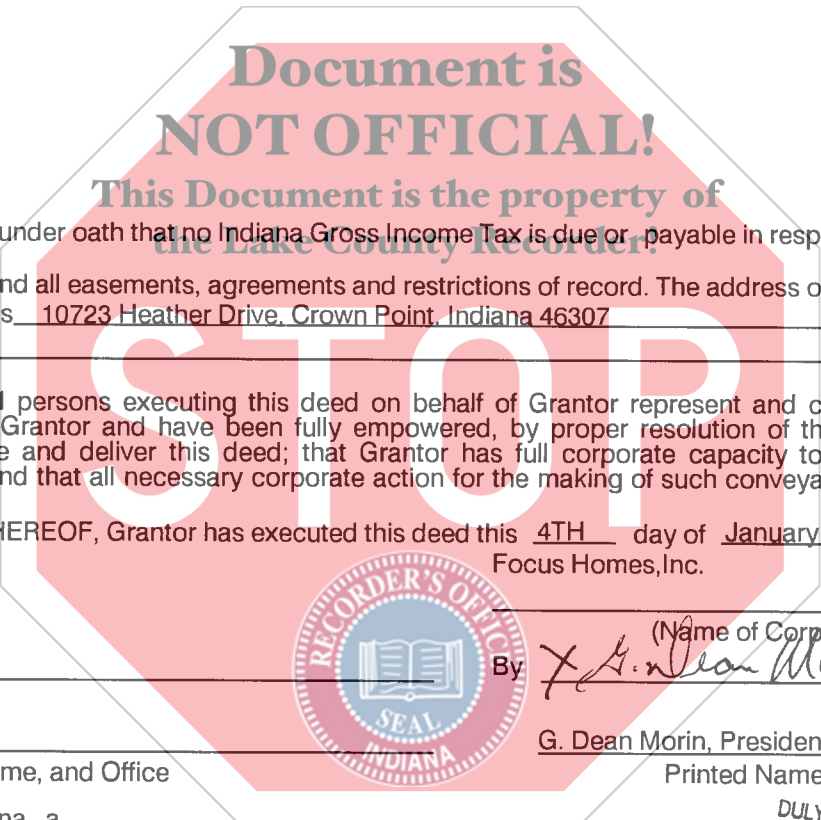 Document is
NOT OFFICIAL!
This Document is the property of
the Lake County Recorder!
under oath that no Indiana Gross Income Tax is due or payable in resp
nd all easements, agreements and restrictions of record. The address o
s 10723 Heather Drive, Crown Point, Indiana 46307
STOP
persons executing this deed on behalf of Grantor represent and c
Grantor and have been fully empowered, by proper resolution of th
e and deliver this deed; that Grantor has full corporate capacity to
nd that all necessary corporate action for the making of such conveya
HEREOF, Grantor has executed this deed this 4TH day of January
Focus Homes,Inc.
(Name of Corp
By X G. Dean M
RECORDER'S OFFICE
SEAL
INDIANA
G. Dean Morin, Presiden
me, and Office
Printed Name
DULY
na a